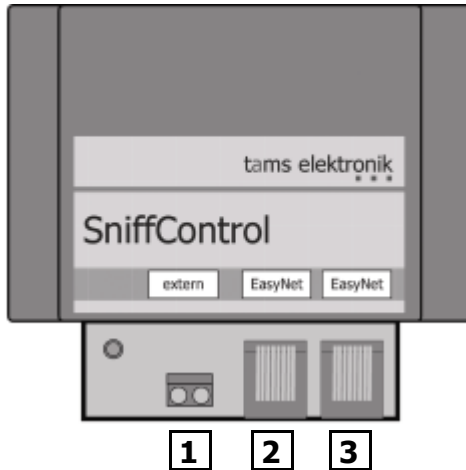 tams elektronik
SniffControl
extern EasyNet EasyNet
1 2 3